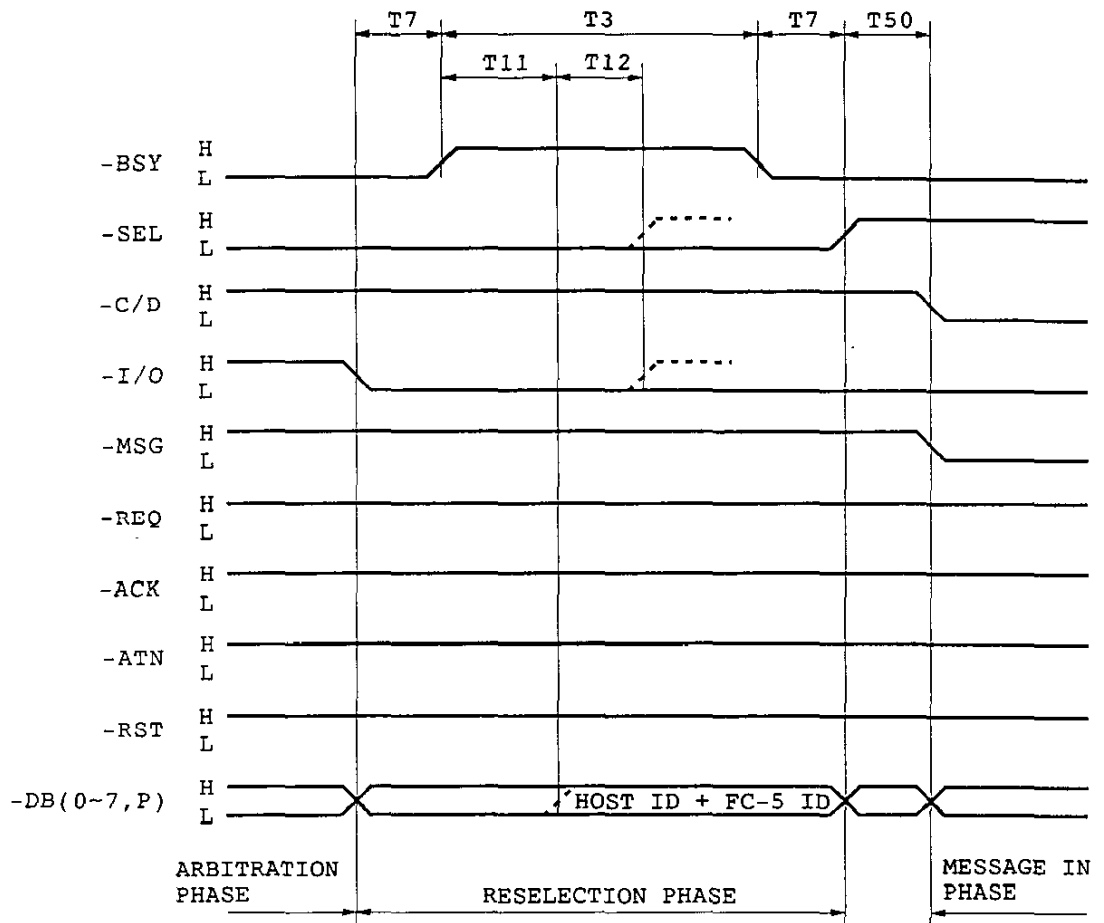 T7 T3 T7 T50
T11 T12
-BSY H
L
-SEL H
L
-C/D H
L
-I/O H
L
-MSG H
L
-REQ H
L
-ACK H
L
-ATN H
L
-RST H
L
-DB(0~7,P) H
L
HOST ID + FC-5 ID
ARBITRATION
PHASE
RESELECTION PHASE
MESSAGE IN
PHASE